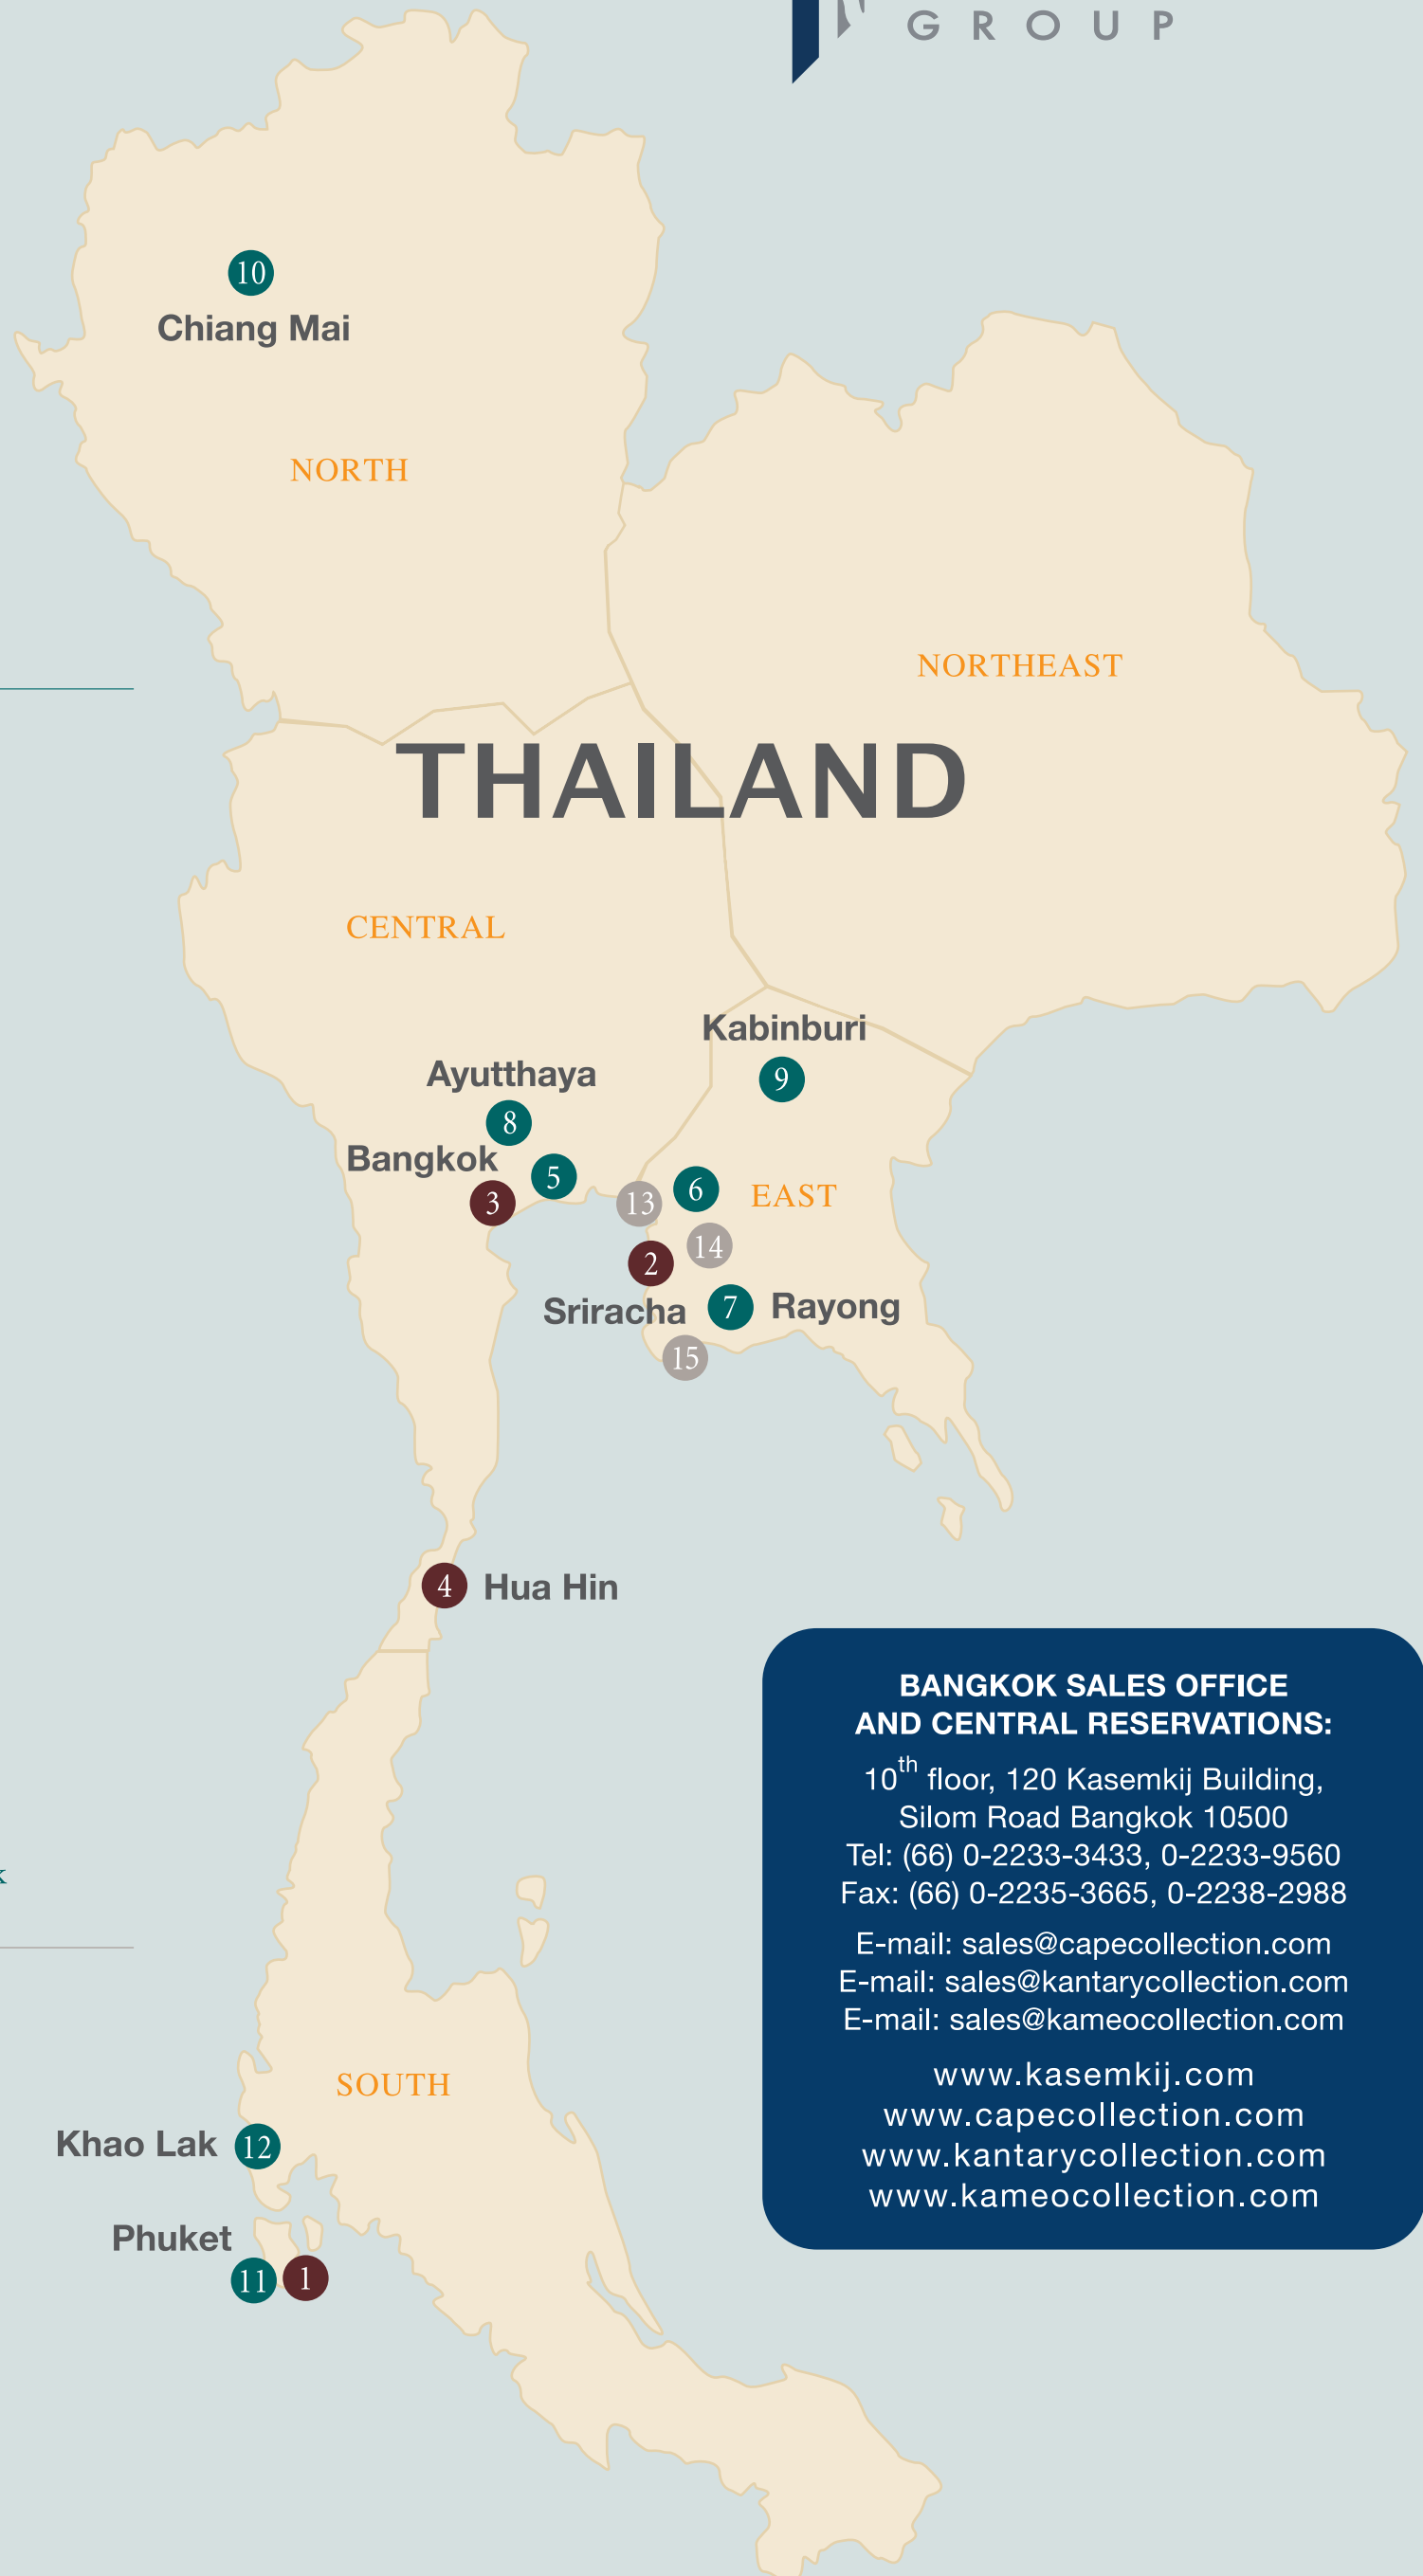 GROUP
10
Chiang Mai
NORTH
NORTHEAST
THAILAND
CENTRAL
Kabinburi
9
Ayutthaya
8
Bangkok
5
3
13
6
EAST
14
2
Sriracha
7
Rayong
15
4
Hua Hin
BANGKOK SALES OFFICE
AND CENTRAL RESERVATIONS:
10th floor, 120 Kasemkij Building,
Silom Road Bangkok 10500
Tel: (66) 0-2233-3433, 0-2233-9560
Fax: (66) 0-2235-3665, 0-2238-2988
E-mail: sales@capecollection.com
E-mail: sales@kantarycollection.com
E-mail: sales@kameocollection.com
www.kasemkij.com
www.capecollection.com
www.kantarycollection.com
www.kameocollection.com
SOUTH
Khao Lak
12
Phuket
11
1